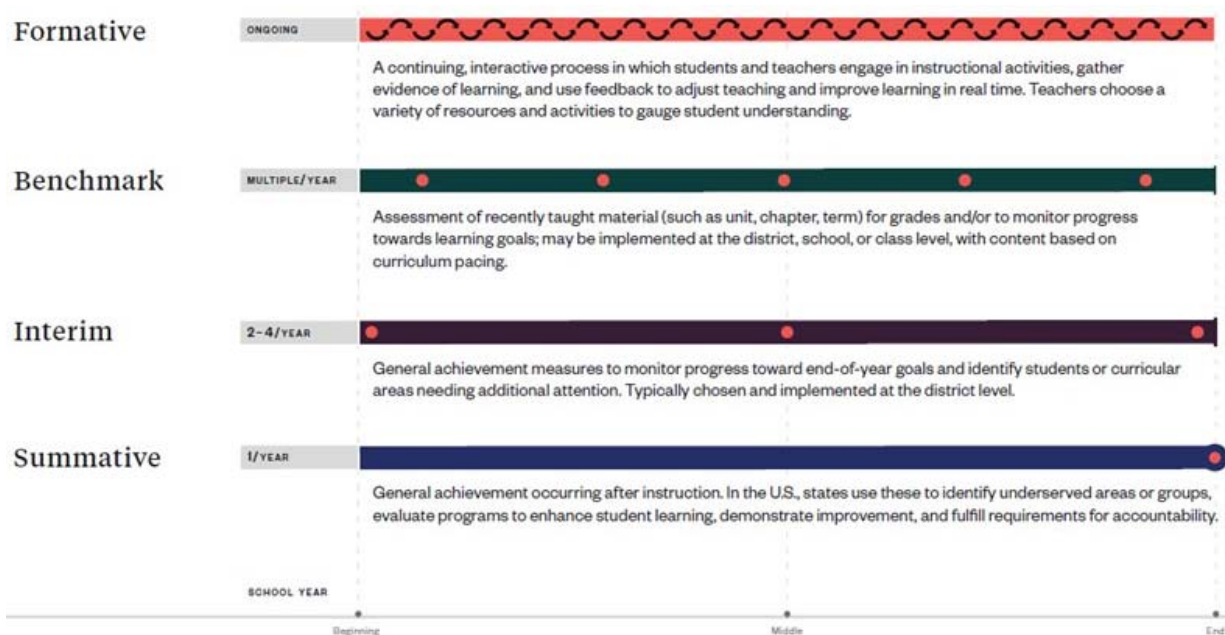 Formative
ONGOING
A continuing, interactive process in which students and teachers engage in instructional activities, gather
evidence of learning, and use feedback to adjust teaching and improve learning in real time. Teachers choose a
variety of resources and activities to gauge student understanding.
Benchmark
MULTIPLE/YEAR
Assessment of recently taught material (such as unit, chapter, term) for grades and/or to monitor progress
towards learning goals; may be implemented at the district, school, or class level, with content based on
curriculum pacing.
Interim
2-4/YEAR
General achievement measures to monitor progress toward end-of-year goals and identify students or curricular
areas needing additional attention. Typically chosen and implemented at the district level.
Summative
1/YEAR
General achievement occurring after instruction. In the U.S., states use these to identify underserved areas or groups,
evaluate programs to enhance student learning, demonstrate improvement, and fulfill requirements for accountability.
SCHOOL YEAR
Beginning
Middle
End